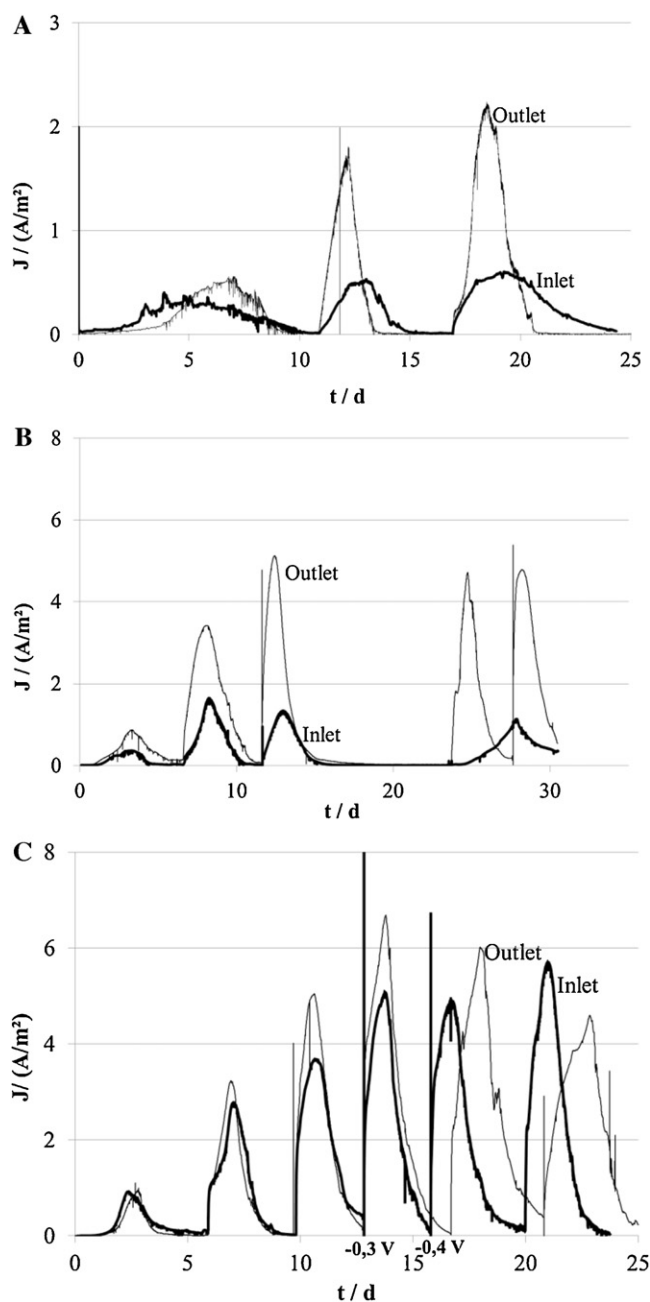 A
3
2
1
0
J / (A/m²)
Outlet
Inlet
0 5 10 15 20 25
t / d
B
8
6
4
2
0
J / (A/m²)
Outlet
Inlet
0 10 20 30
t / d
C
8
6
4
2
0
J/ (A/m²)
Outlet
Inlet
-0,3 V -0,4 V
0 5 10 15 20 25
t / d